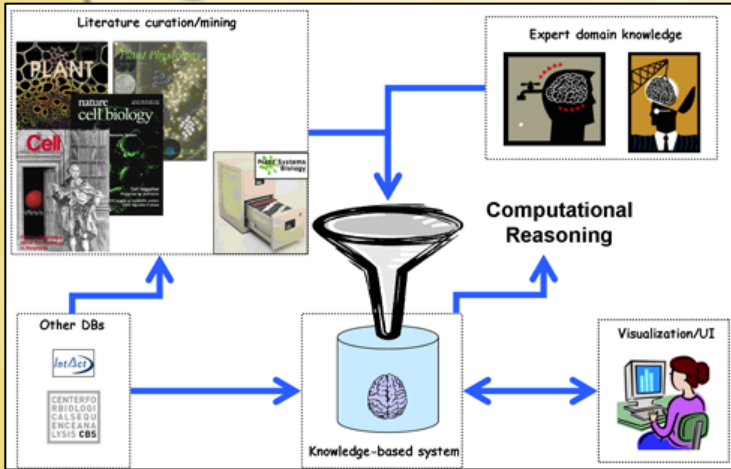 Literature curation/mining
PLANT
Plant Physiology
nature
cell biology
Cell
Plant Systems
Biology
Expert domain knowledge
Computational
Reasoning
Other DBs
IntAct
CENTERFO
RBIOLOGI
CALSEQU
ENCEANA
LYSIS CBS
Knowledge-based system
Visualization/UI